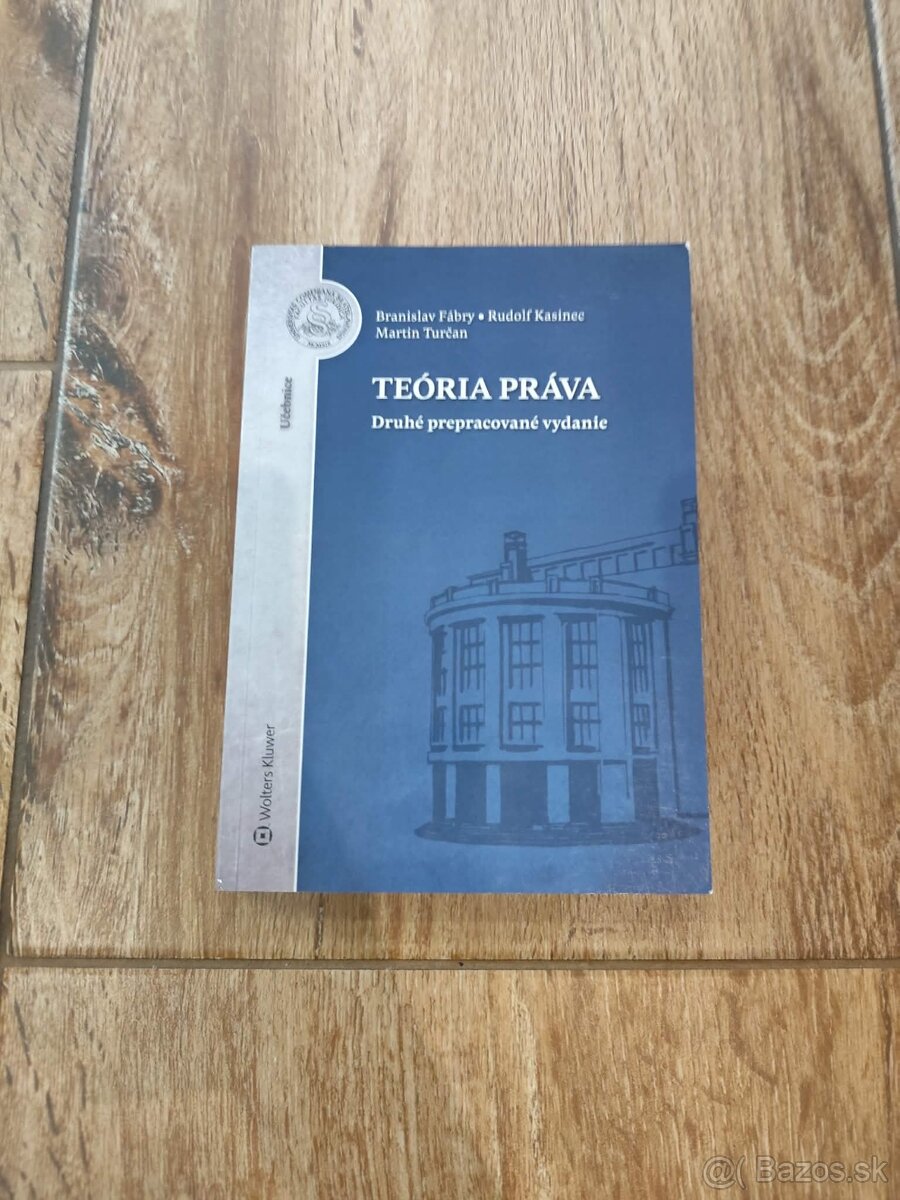 Branislav Fábry • Rudolf Kasinec
Martin Turčan
TEÓRIA PRÁVA
Druhé prepracované vydanie
Učebnice
Wolters Kluwer
@( Bazos.sk